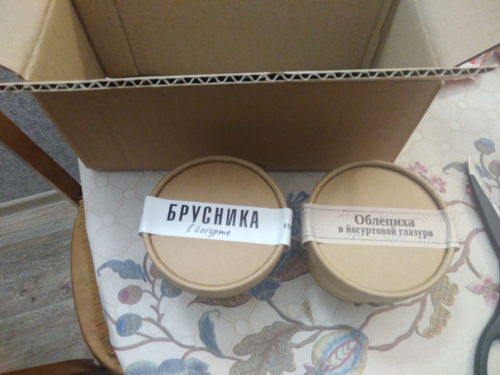 БРУСНИКА
в йогурте
Облепиха
в йогуртовой глазури